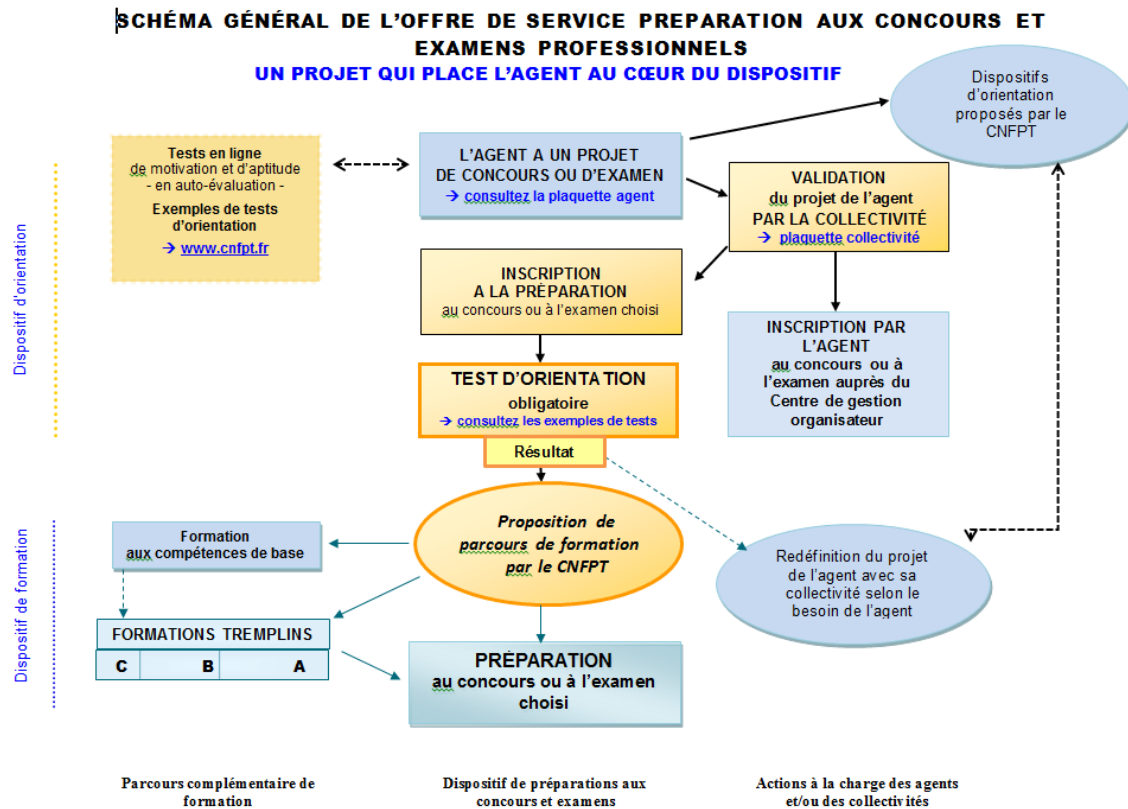 SCHÉMA GÉNÉRAL DE L'OFFRE DE SERVICE PREPARATION AUX CONCOURS ET
EXAMENS PROFESSIONNELS
UN PROJET QUI PLACE L'AGENT AU CŒUR DU DISPOSITIF
Dispositifs
d'orientation
proposés par le
CNFPT
Tests en ligne
de motivation et d'aptitude
- en auto-évaluation -
Exemples de tests
d'orientation
→ www.cnfpt.fr
L'AGENT A UN PROJET
DE CONCOURS OU D'EXAMEN
→ consultez la plaquette agent
VALIDATION
du projet de l'agent
PAR LA COLLECTIVITÉ
→ plaquette collectivité
Dispositif d'orientation
INSCRIPTION
A LA PRÉPARATION
au concours ou à l'examen choisi
INSCRIPTION PAR
L'AGENT
au concours ou à
l'examen auprès du
Centre de gestion
organisateur
TEST D'ORIENTATION
obligatoire
→ consultez les exemples de tests
Résultat
Dispositif de formation
Formation
aux compétences de base
Proposition de
parcours de formation
par le CNFPT
Redéfinition du projet
de l'agent avec sa
collectivité selon le
besoin de l'agent
FORMATIONS TREMPLINS
C B A
PRÉPARATION
au concours ou à l'examen
choisi
Parcours complémentaire de
formation
Dispositif de préparations aux
concours et examens
Actions à la charge des agents
et/ou des collectivités